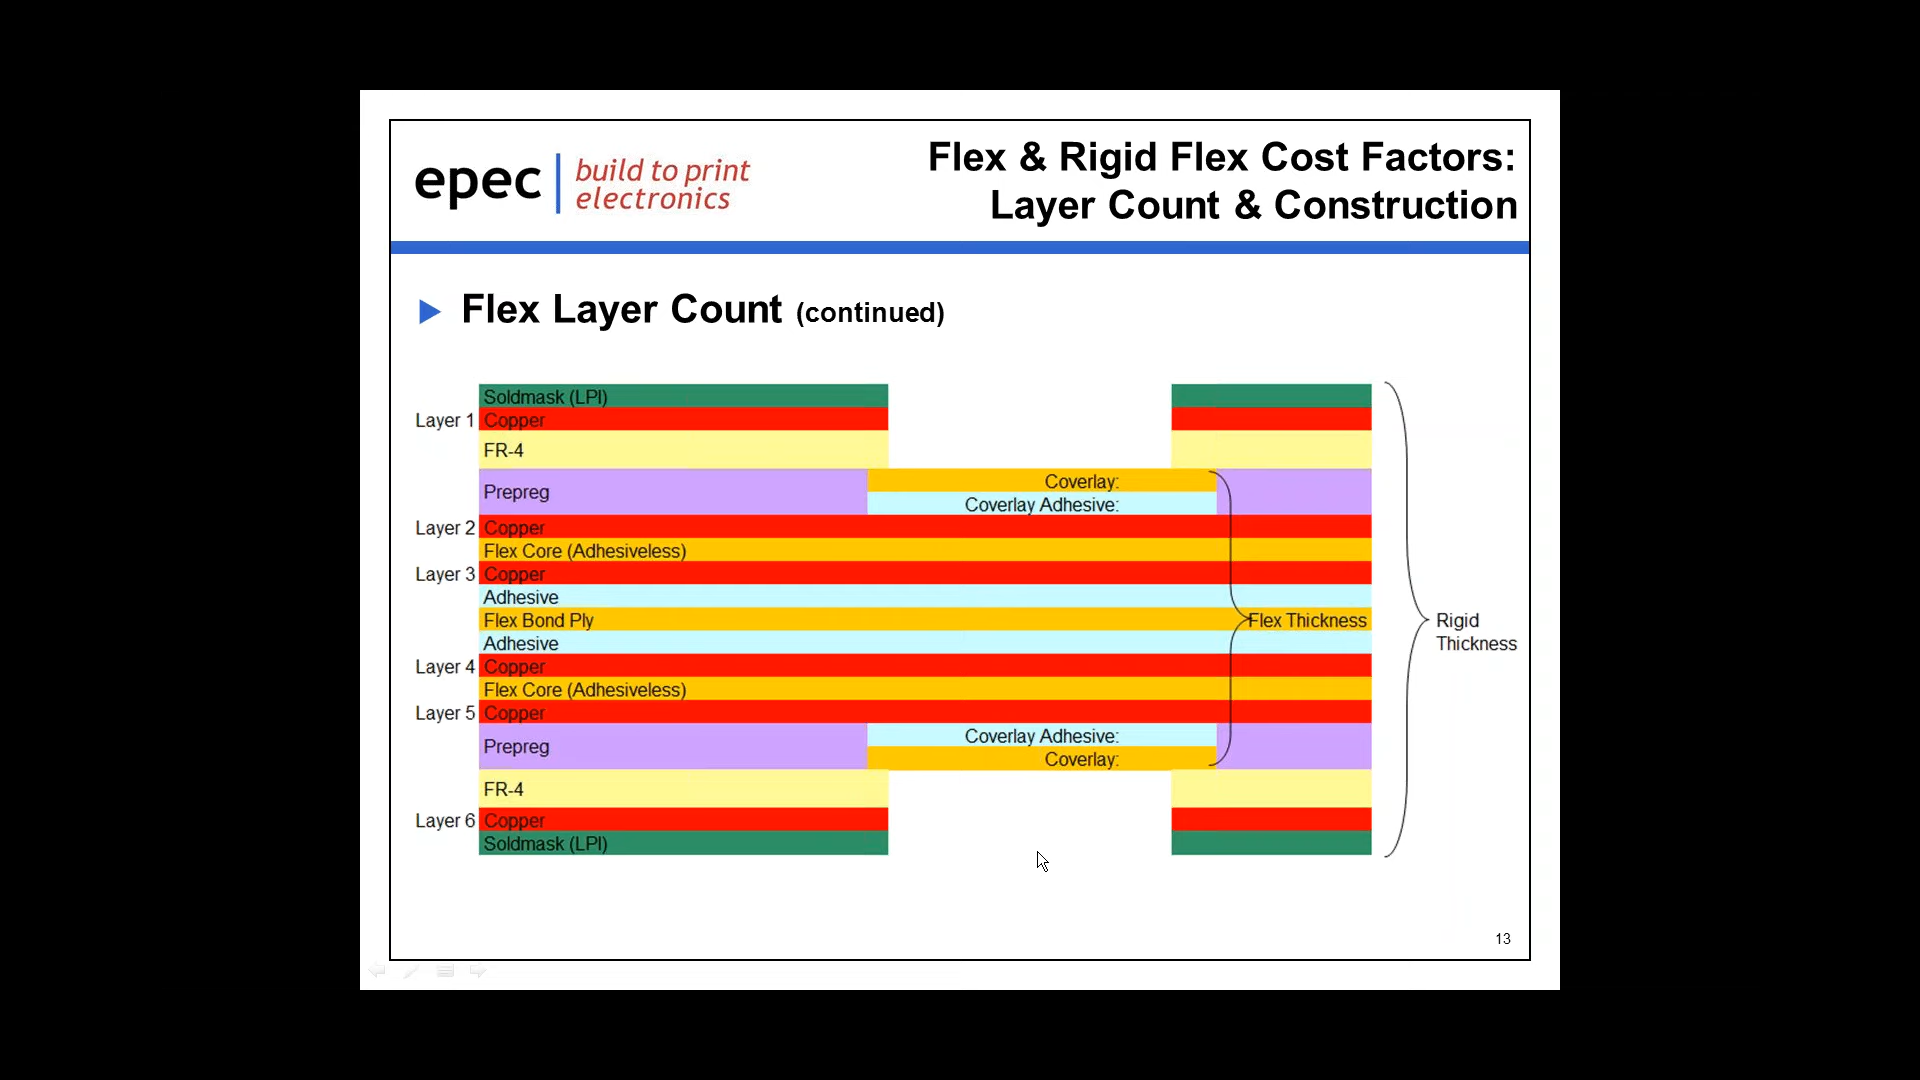 epec
build to print
electronics
Flex & Rigid Flex Cost Factors:
Layer Count & Construction
Flex Layer Count (continued)
Soldmask (LPI)
Layer 1 Copper
FR-4
Coverlay:
Prepreg
Coverlay Adhesive:
Layer 2 Copper
Flex Core (Adhesiveless)
Layer 3 Copper
Adhesive
Flex Bond Ply Flex Thickness
Rigid
Thickness
Adhesive
Layer 4 Copper
Flex Core (Adhesiveless)
Layer 5 Copper
Coverlay Adhesive:
Prepreg
Coverlay:
FR-4
Layer 6 Copper
Soldmask (LPI)
13